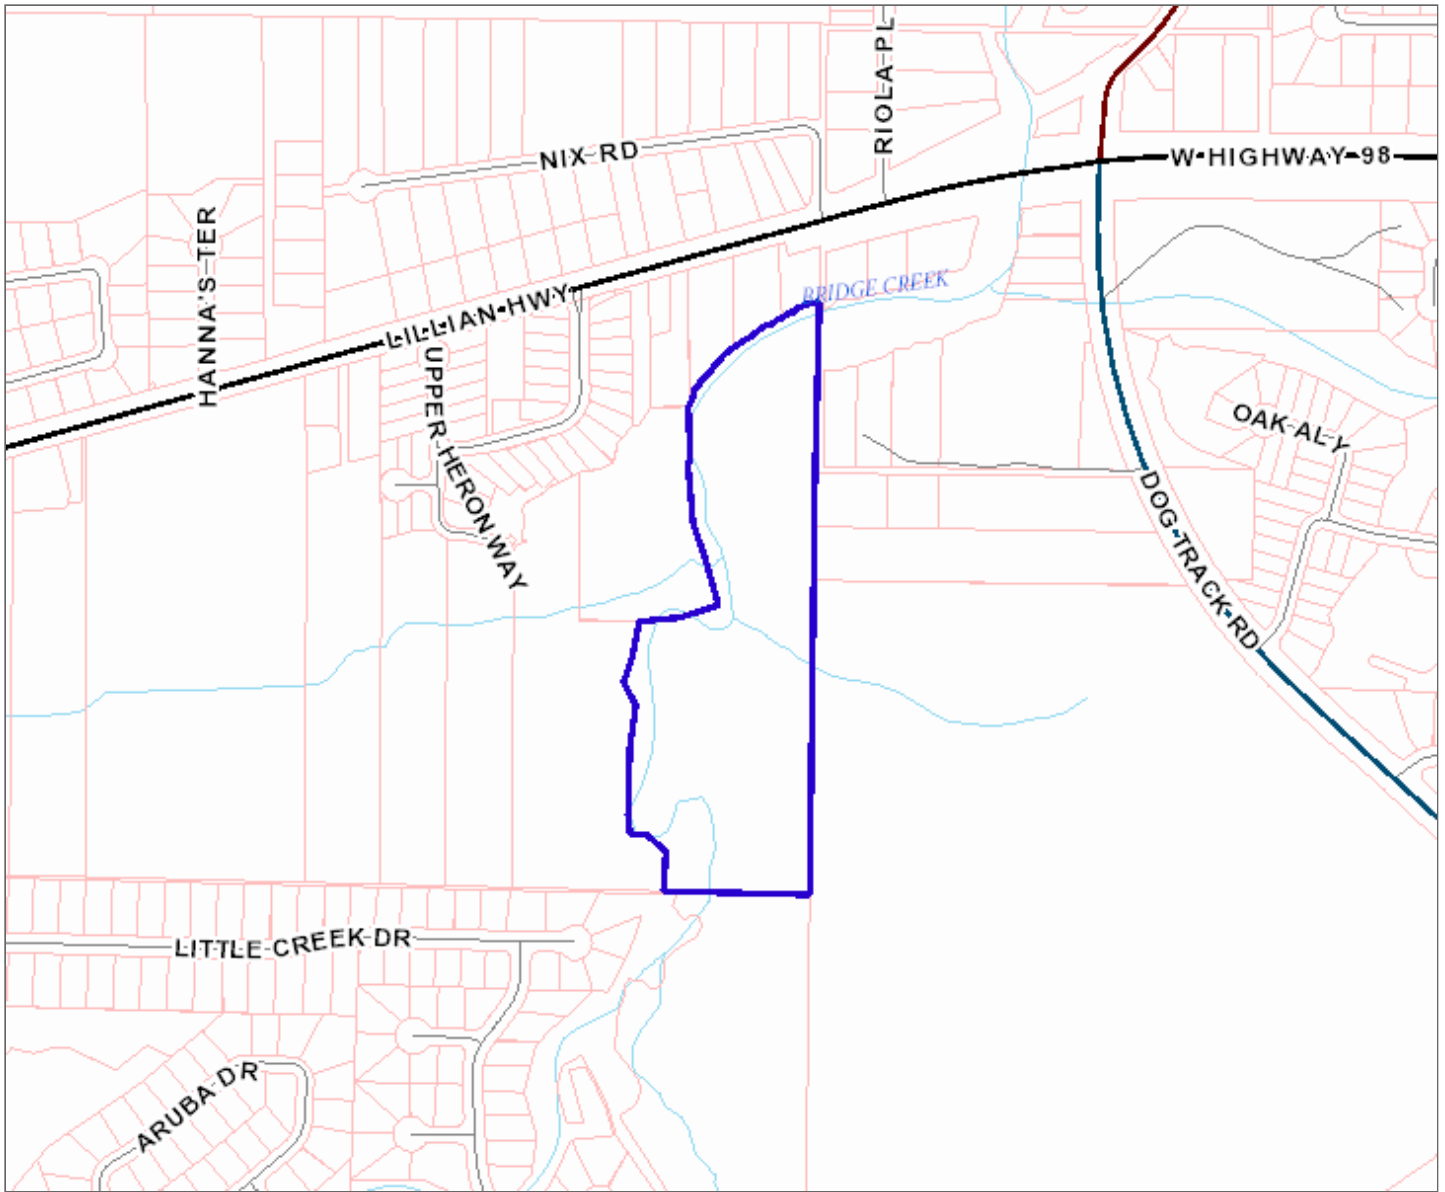 RIOLA PL
NIX RD
W HIGHWAY 98
HANNA'S TER
BRIDGE CREEK
LILLIAN HWY
UPPER HERON WAY
OAK ALY
DOG TRACK RD
LITTLE CREEK DR
ARUBA DR